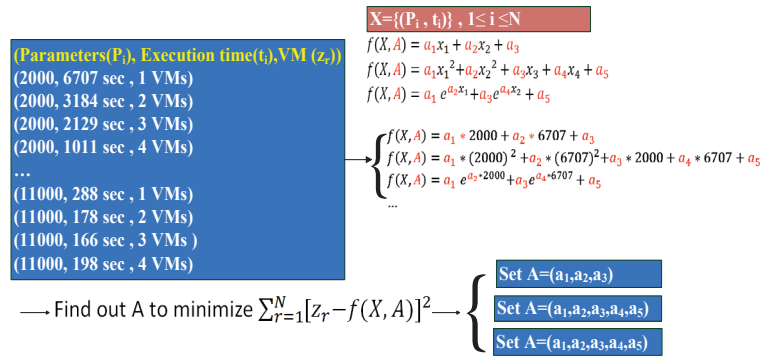 (Parameters(Pᵢ), Execution time(tᵢ),VM (zᵣ))
(2000, 6707 sec , 1 VMs)
(2000, 3184 sec , 2 VMs)
(2000, 2129 sec , 3 VMs)
(2000, 1011 sec , 4 VMs)
...
(11000, 288 sec , 1 VMs)
(11000, 178 sec , 2 VMs)
(11000, 166 sec , 3 VMs )
(11000, 198 sec , 4 VMs)
X={(Pᵢ , tᵢ)} , 1≤ i ≤N
f(X,A) = a₁x₁ + a₂x₂ + a₃
f(X,A) = a₁x₁²+a₂x₂² + a₃x₃ + a₄x₄ + a₅
f(X,A) = a₁ e^{a₂x₁}+a₃e^{a₄x₂} + a₅
f(X,A) = a₁ * 2000 + a₂ * 6707 + a₃
f(X,A) = a₁ * (2000) ² +a₂ * (6707)²+a₃ * 2000 + a₄ * 6707 + a₅
f(X,A) = a₁ e^{a₂*2000}+a₃e^{a₄*6707} + a₅
...
Find out A to minimize ∑_{r=1}^{N}[zᵣ−f(X,A)]²
Set A=(a₁,a₂,a₃)
Set A=(a₁,a₂,a₃,a₄,a₅)
Set A=(a₁,a₂,a₃,a₄,a₅)